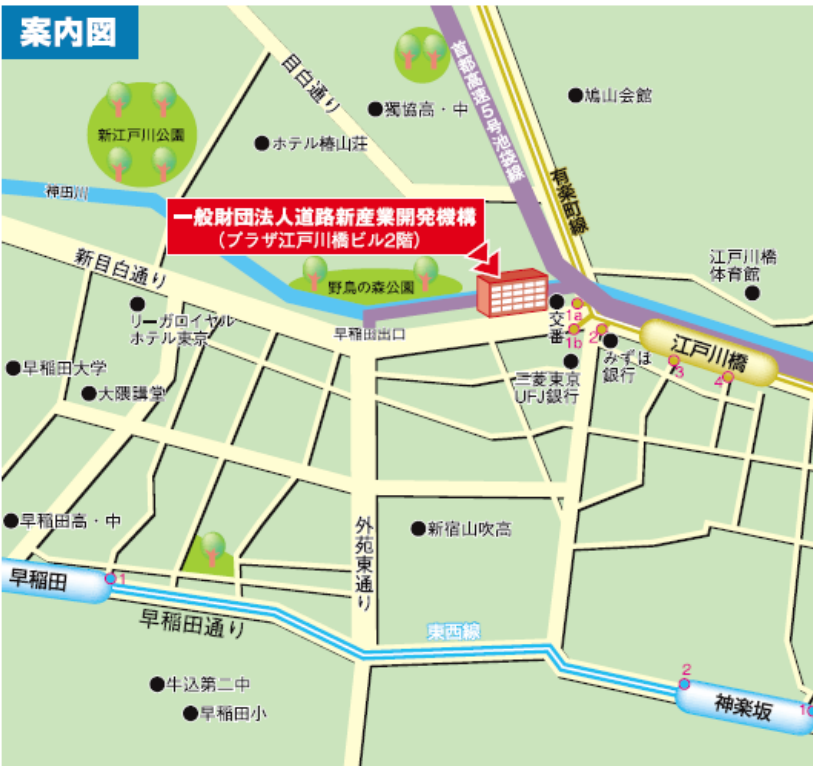 案内図
目白通り
首都高速5号池袋線
●獨協高・中
●鳩山会館
新江戸川公園
●ホテル椿山荘
有楽町線
神田川
一般財団法人道路新産業開発機構
(プラザ江戸川橋ビル2階)
新目白通り
江戸川橋
体育館
野鳥の森公園
リーガロイヤル
ホテル東京
早稲田出口
交番
1a
1b
2
江戸川橋
●早稲田大学
みずほ
銀行
3
三菱東京
UFJ銀行
4
●大隈講堂
●早稲田高・中
外苑東通り
●新宿山吹高
早稲田
1
早稲田通り
東西線
●牛込第二中
2
神楽坂
1
●早稲田小